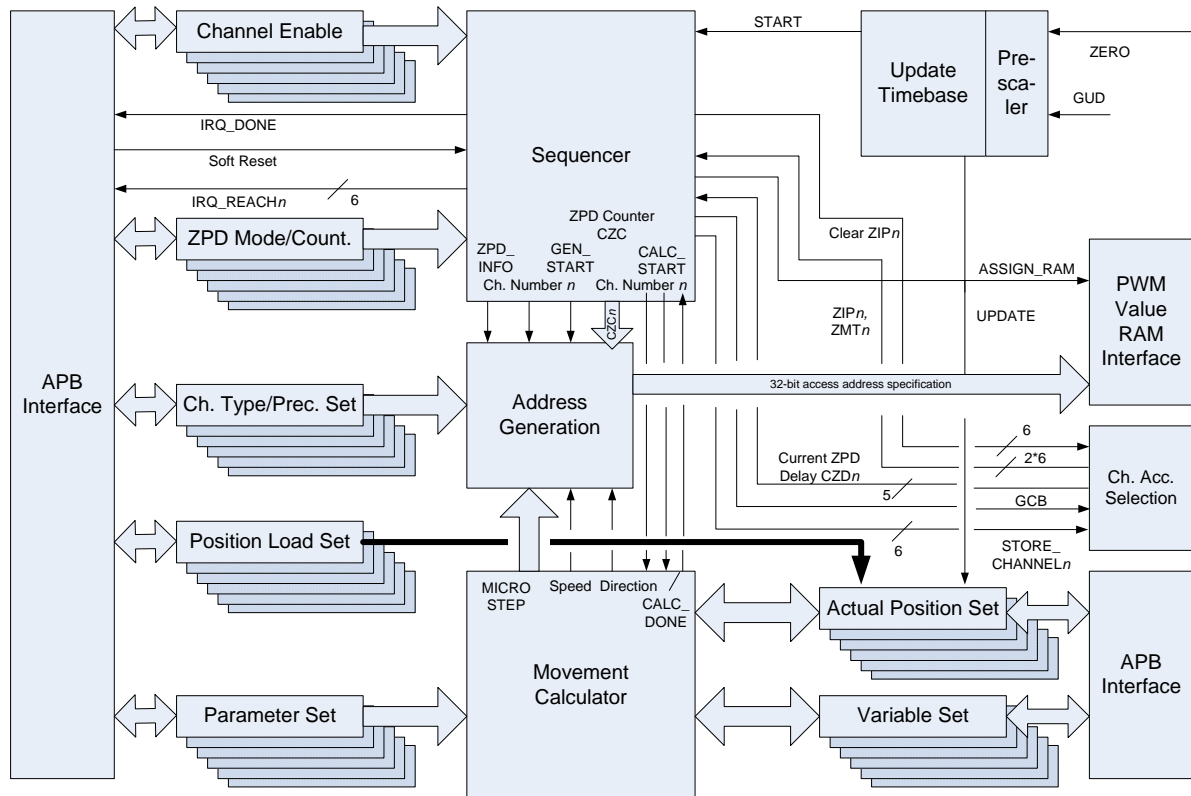 Channel Enable
START
Update
Timebase
Pre-
sca-
ler
ZERO
GUD
IRQ_DONE
Soft Reset
IRQ_REACHn
6
Sequencer
ZPD Mode/Count.
ZPD Counter
CZC
ZPD_
INFO
GEN_
START
CALC_
START
Ch. Number n
Ch. Number n
CZCn
Clear ZIPn
ASSIGN_RAM
ZIPn,
ZMTn
UPDATE
PWM
Value
RAM
Interface
APB
Interface
Ch. Type/Prec. Set
Address
Generation
32-bit access address specification
6
2*6
Current ZPD
Delay CZDn
5
GCB
6
Ch. Acc.
Selection
STORE_
CHANNELn
Position Load Set
MICRO
STEP
Speed
Direction
CALC_
DONE
Actual Position Set
Movement
Calculator
APB
Interface
Parameter Set
Variable Set